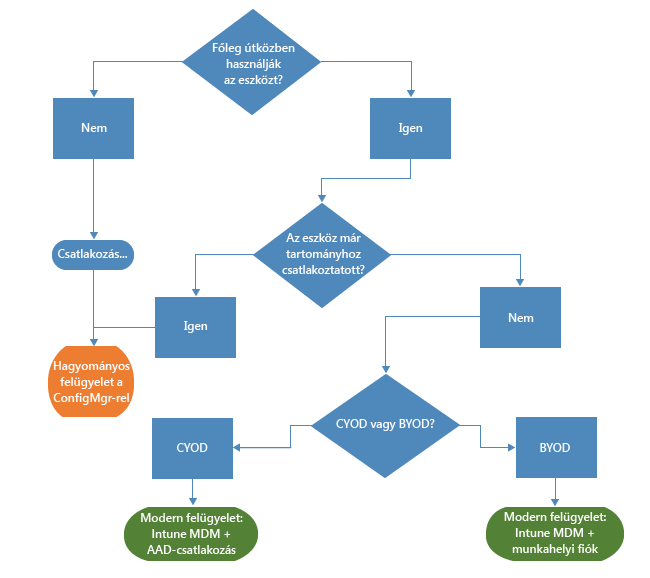 Főleg útközben
használják
az eszközt?
Nem
Igen
Csatlakozás...
Az eszköz már
tartományhoz
csatlakoztatott?
Igen
Nem
Hagyományos
felügyelet a
ConfigMgr-rel
CYOD vagy BYOD?
CYOD
BYOD
Modern felügyelet:
Intune MDM +
AAD-csatlakozás
Modern felügyelet:
Intune MDM +
munkahelyi fiók